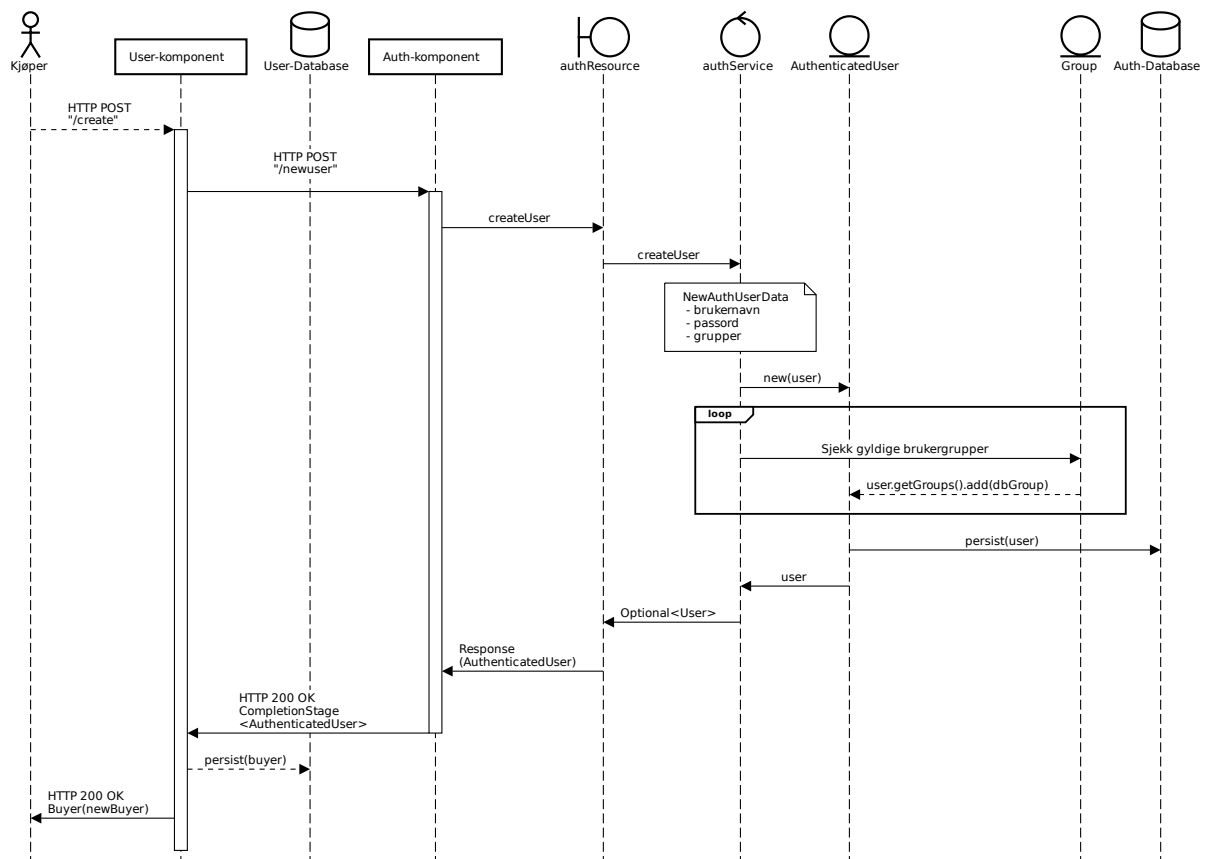 Kjøper
User-komponent
User-Database
Auth-komponent
authResource
authService
AuthenticatedUser
Group
Auth-Database
HTTP POST
"/create"
HTTP POST
"/newuser"
createUser
createUser
NewAuthUserData
- brukernavn
- passord
- grupper
new(user)
loop
Sjekk gyldige brukergrupper
user.getGroups().add(dbGroup)
persist(user)
user
Optional<User>
Response
(AuthenticatedUser)
HTTP 200 OK
CompletionStage
<AuthenticatedUser>
persist(buyer)
HTTP 200 OK
Buyer(newBuyer)